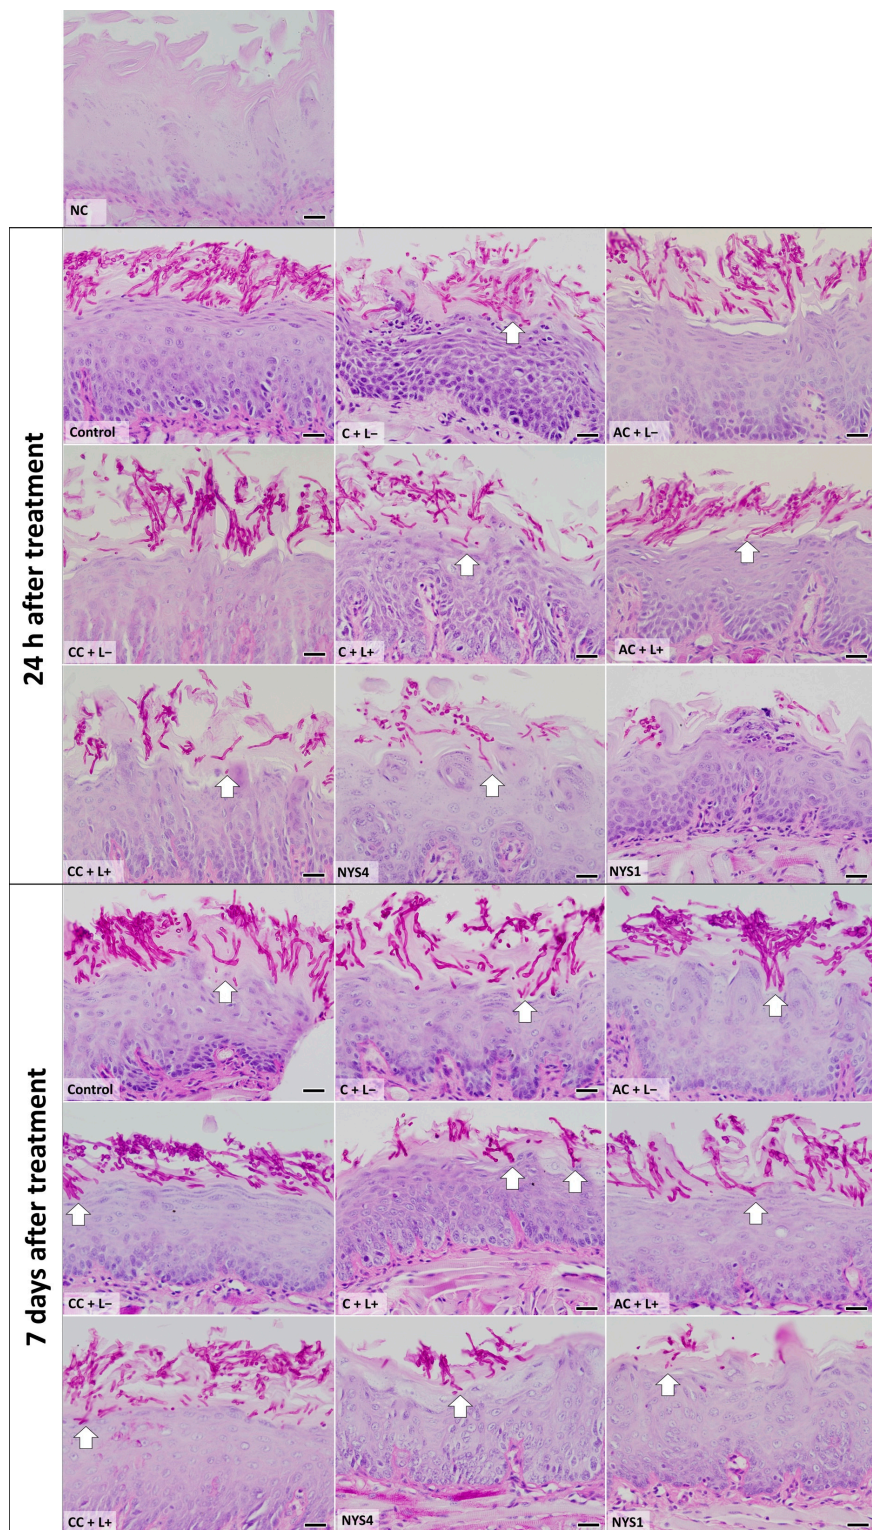 NC
24 h after treatment
Control
C + L−
AC + L−
CC + L−
C + L+
AC + L+
CC + L+
NYS4
NYS1
7 days after treatment
Control
C + L−
AC + L−
CC + L−
C + L+
AC + L+
CC + L+
NYS4
NYS1